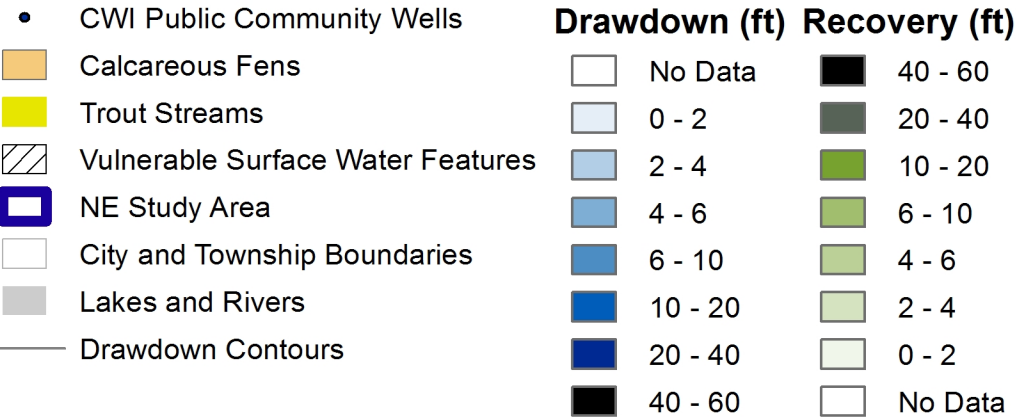 CWI Public Community Wells
Calcareous Fens
Trout Streams
Vulnerable Surface Water Features
NE Study Area
City and Township Boundaries
Lakes and Rivers
Drawdown Contours
Drawdown (ft)
No Data
0 - 2
2 - 4
4 - 6
6 - 10
10 - 20
20 - 40
40 - 60
Recovery (ft)
40 - 60
20 - 40
10 - 20
6 - 10
4 - 6
2 - 4
0 - 2
No Data